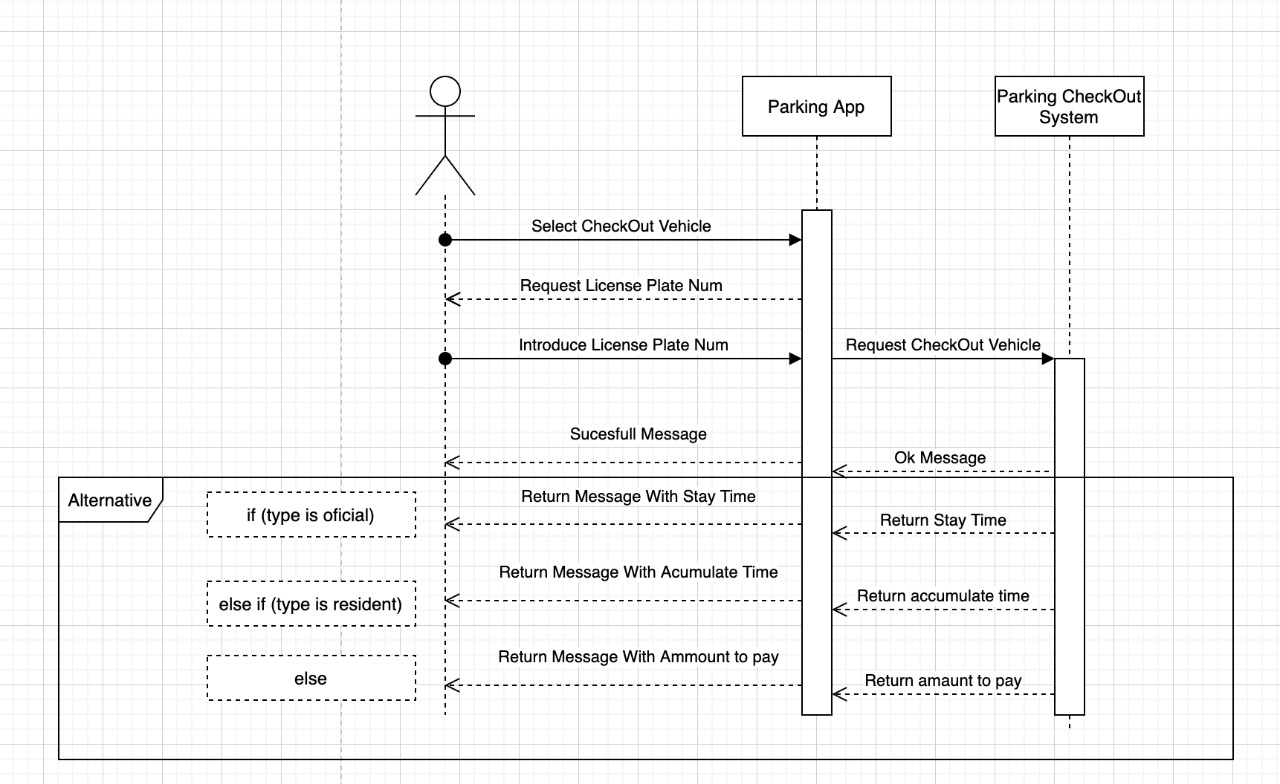 Parking App
Parking CheckOut
System
Select CheckOut Vehicle
Request License Plate Num
Introduce License Plate Num
Request CheckOut Vehicle
Sucesfull Message
Ok Message
Alternative
if (type is oficial)
Return Message With Stay Time
Return Stay Time
Return Message With Acumulate Time
else if (type is resident)
Return accumulate time
Return Message With Ammount to pay
else
Return amaunt to pay